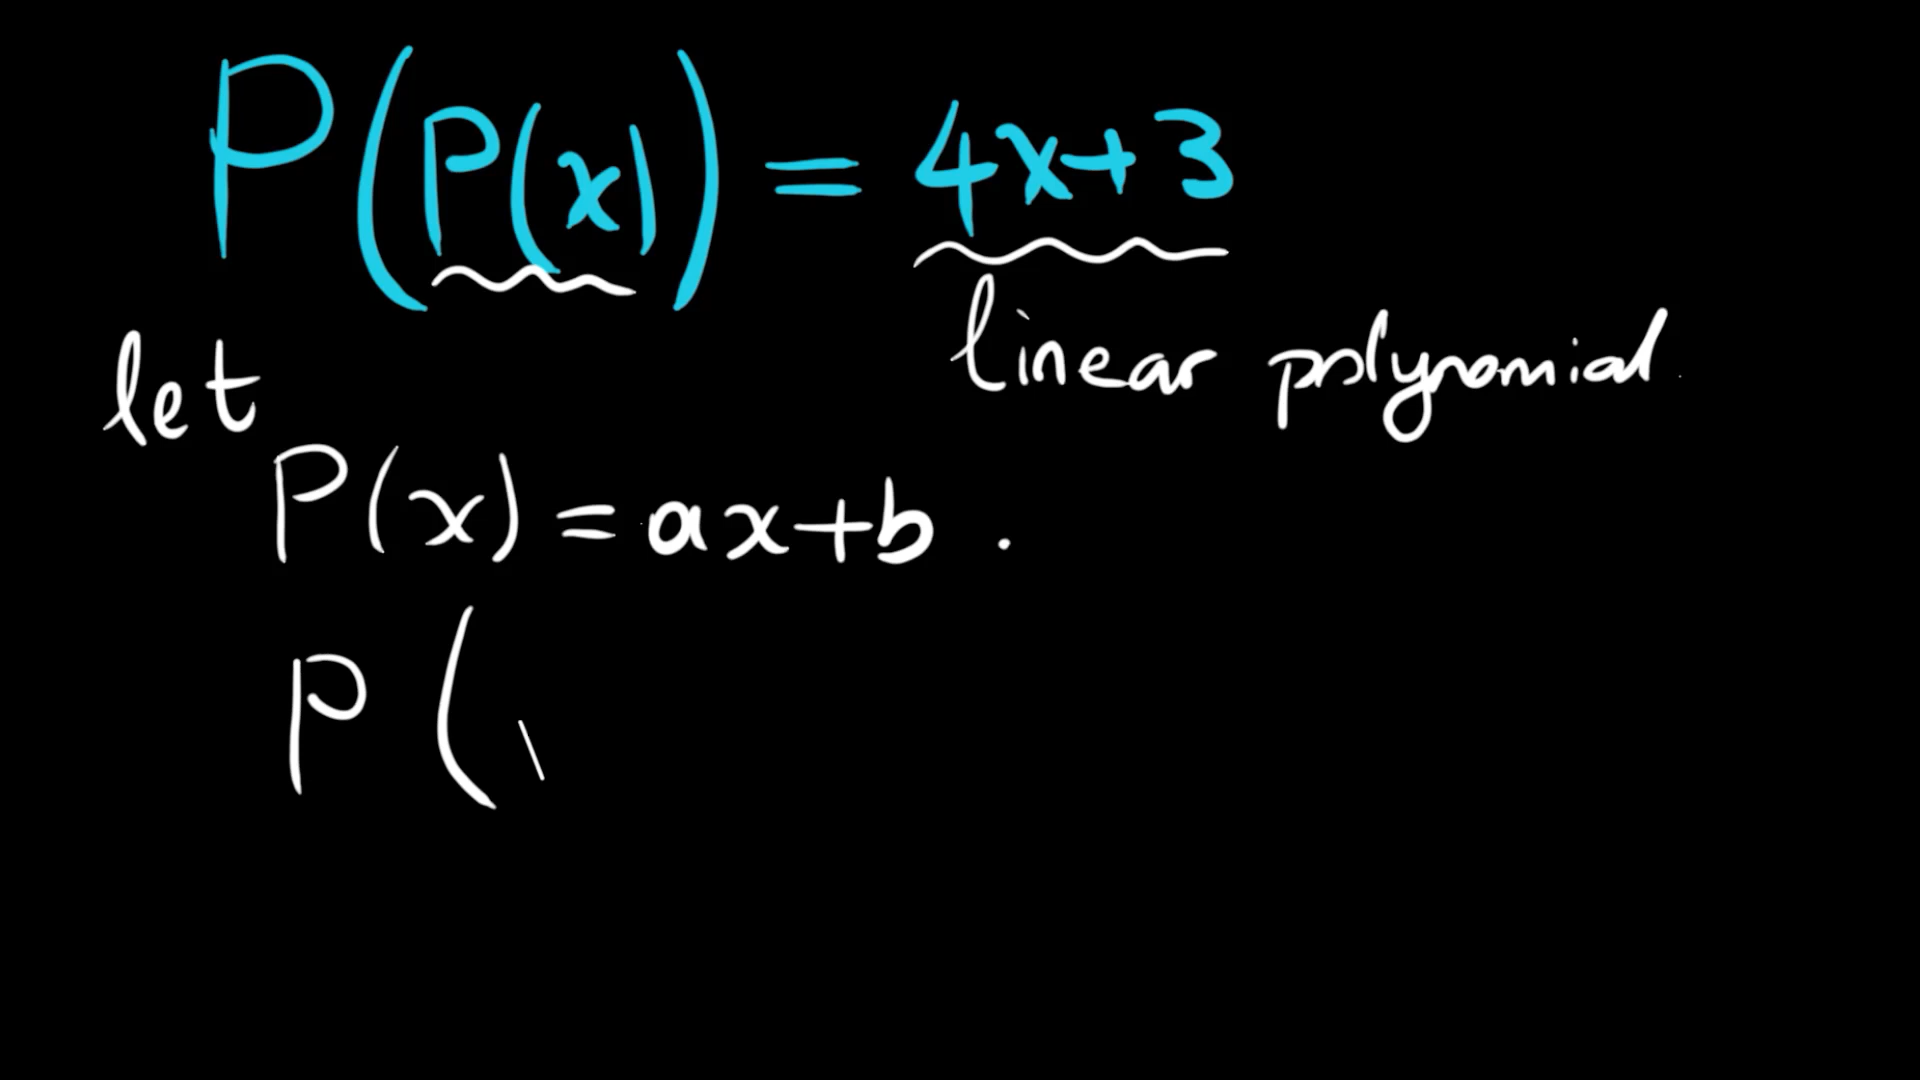 P(P(x)) = 4x+3
linear polynomial
let
P(x) = ax+b .
P (